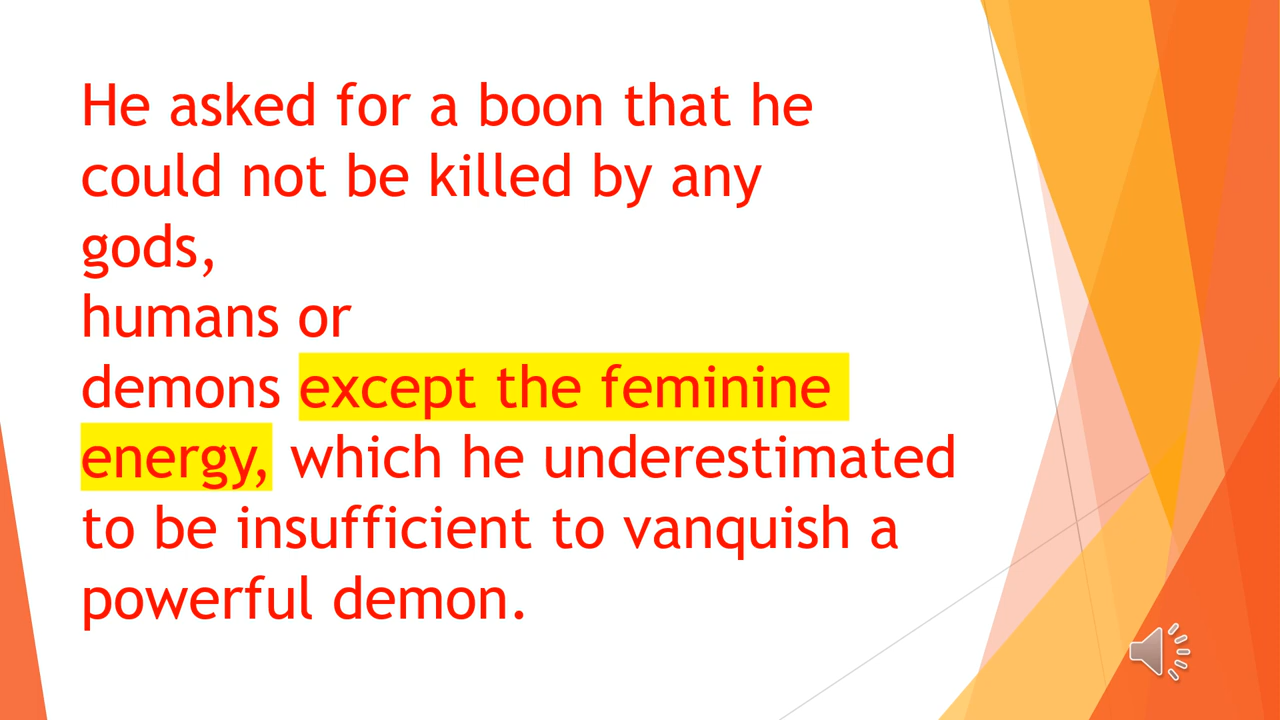 He asked for a boon that he
could not be killed by any
gods,
humans or
demons except the feminine
energy, which he underestimated
to be insufficient to vanquish a
powerful demon.